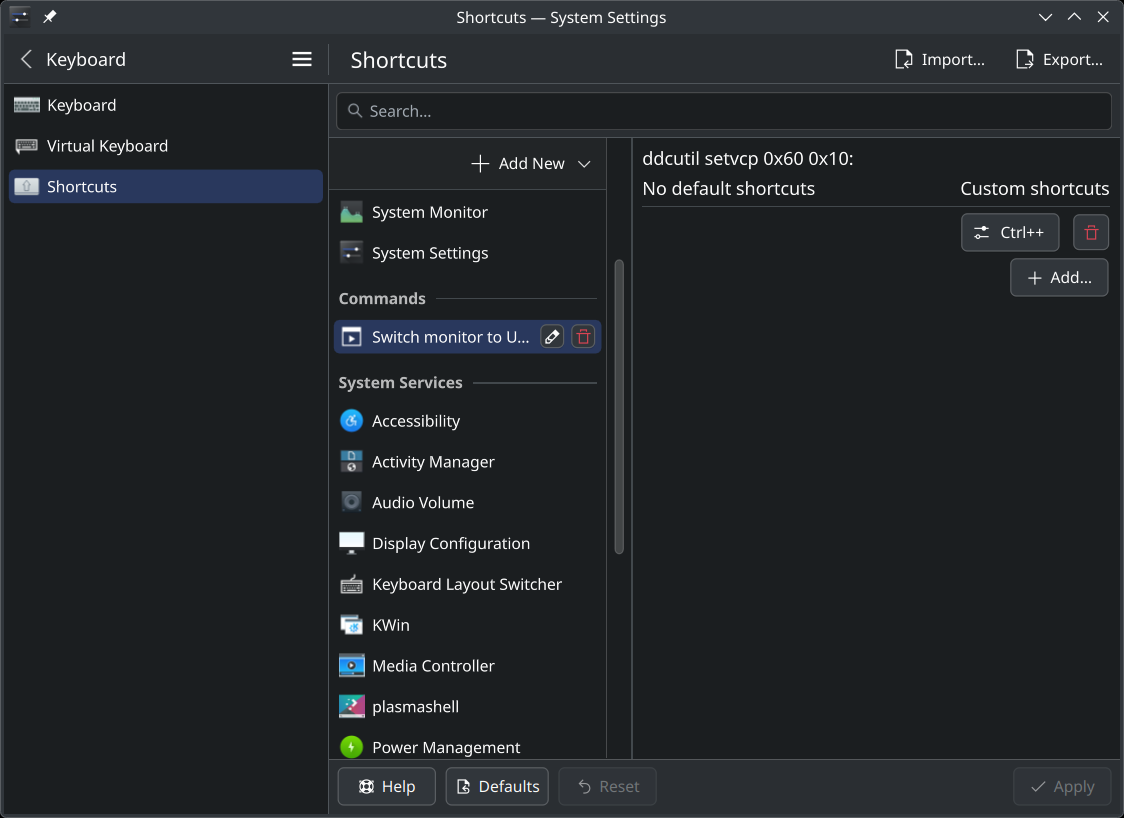 Shortcuts — System Settings
Keyboard
Shortcuts
Import...
Export...
Keyboard
Virtual Keyboard
Shortcuts
Search...
Add New
System Monitor
System Settings
Commands
Switch monitor to U...
System Services
Accessibility
Activity Manager
Audio Volume
Display Configuration
Keyboard Layout Switcher
KWin
Media Controller
plasmashell
Power Management
ddcutil setvcp 0x60 0x10:
No default shortcuts
Custom shortcuts
Ctrl++
Add...
Help
Defaults
Reset
Apply